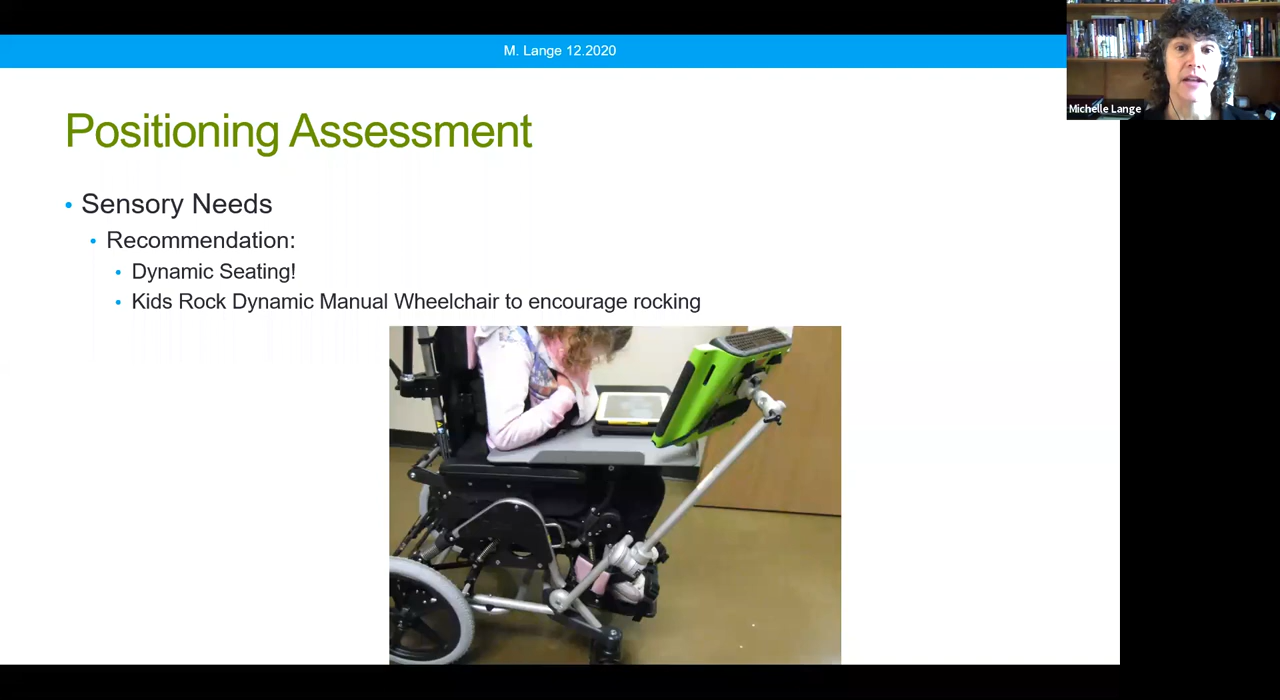 M. Lange 12.2020
Michelle Lange
Positioning Assessment
• Sensory Needs
• Recommendation:
• Dynamic Seating!
• Kids Rock Dynamic Manual Wheelchair to encourage rocking